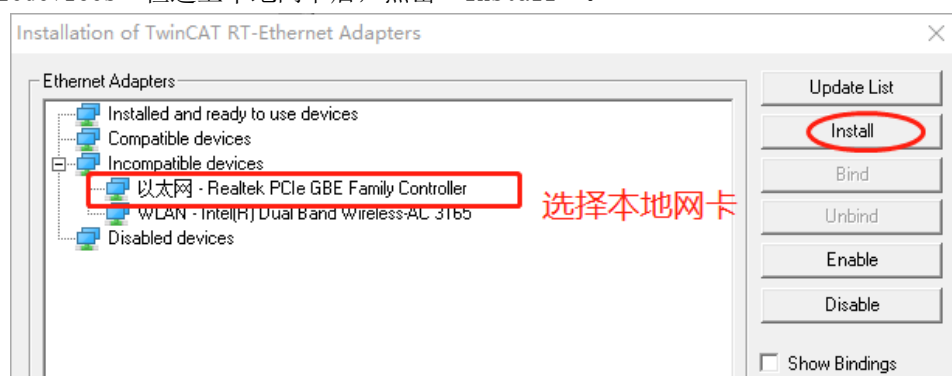 Installation of TwinCAT RT-Ethernet Adapters
Ethernet Adapters
Update List
Installed and ready to use devices
Install
Compatible devices
Incompatible devices
Bind
以太网 - Realtek PCIe GBE Family Controller
选择本地网卡
WLAN - Intel(R) Dual Band Wireless-AC 3165
Unbind
Disabled devices
Enable
Disable
Show Bindings